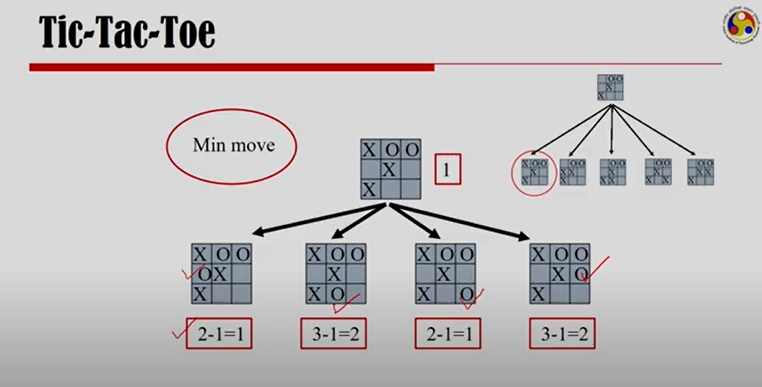 Tic-Tac-Toe
Min move
X O O
X
X
1
O O
X
X
X O O
X
X
O O
X X
X
O O
X
X X
O O
X
X X
O O
X X
X
X O O
O X
X
X O O
X
X O
X O O
X
X O
X O O
X O
X
2-1=1
3-1=2
2-1=1
3-1=2